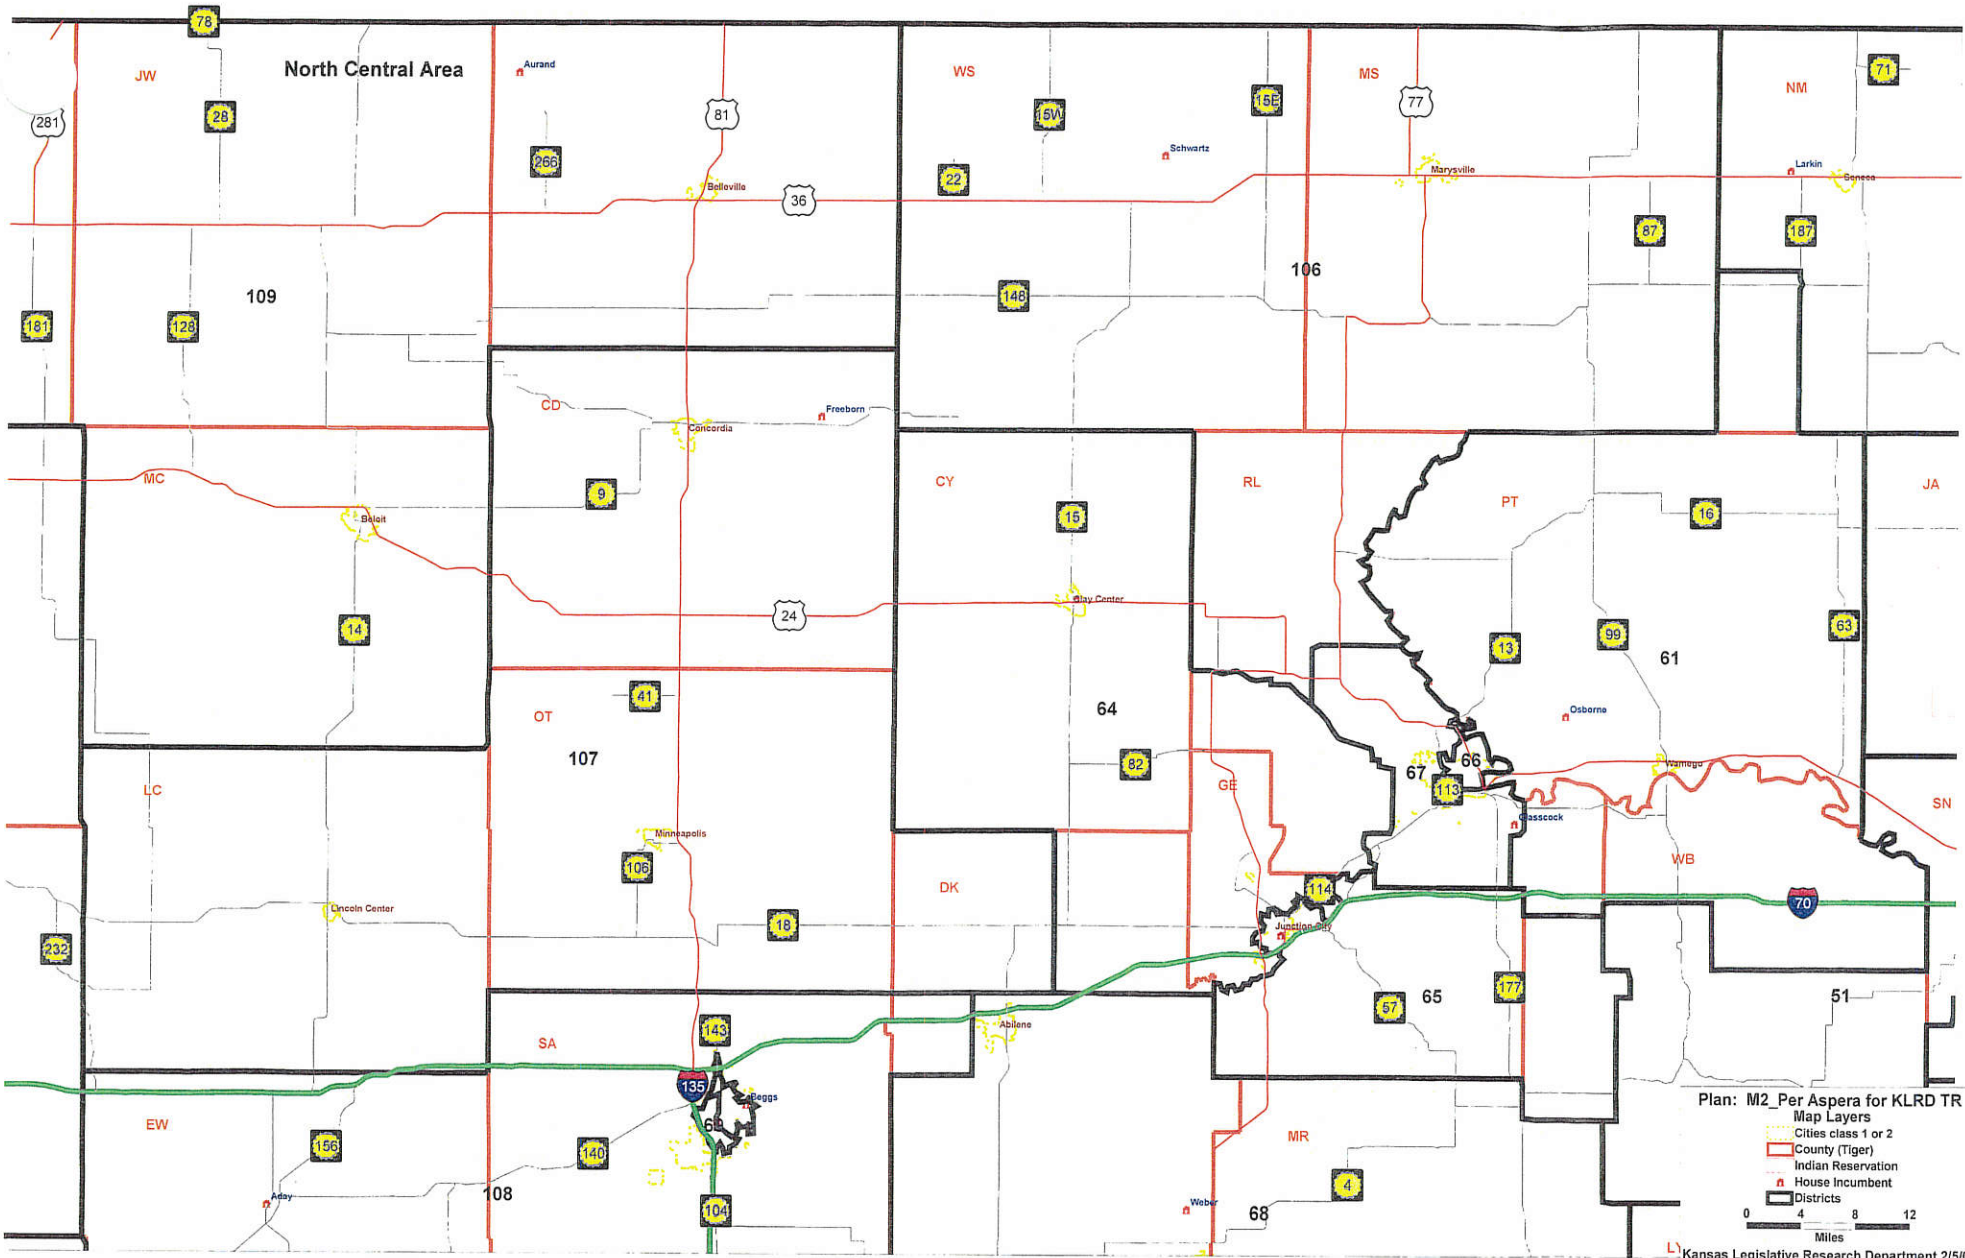 78
JW
North Central Area
Aurand
WS
MS
NM
71
281
28
81
15W
15E
77
266
22
Schwartz
Marysville
Larkin
Seneca
Belleville
36
87
187
109
148
106
181
128
CD
Freeborn
Concordia
MC
9
CY
RL
PT
JA
Beloit
15
16
14
24
Clay Center
13
99
63
61
41
OT
64
Osborne
107
82
67
66
Wamego
LC
GE
113
SN
Minneapolis
Glasscock
106
DK
WB
114
70
Lincoln Center
18
Junction City
232
65
177
51
57
143
Abilene
SA
135
Beggs
69
EW
156
140
MR
Aday
108
104
Weber
4
68
Plan: M2_Per Aspera for KLRD TR
Map Layers
Cities class 1 or 2
County (Tiger)
Indian Reservation
House Incumbent
Districts
0 4 8 12
Miles
Kansas Legislative Research Department